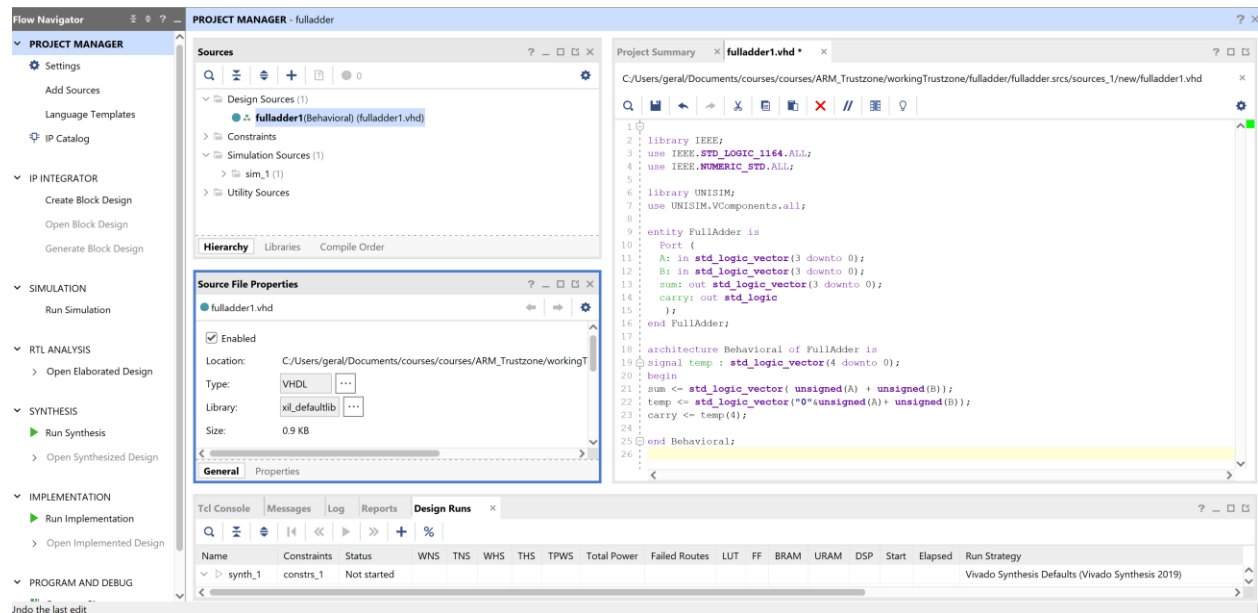 Flow Navigator
PROJECT MANAGER - fulladder
PROJECT MANAGER
Settings
Add Sources
Language Templates
IP Catalog
IP INTEGRATOR
Create Block Design
Open Block Design
Generate Block Design
SIMULATION
Run Simulation
RTL ANALYSIS
Open Elaborated Design
SYNTHESIS
Run Synthesis
Open Synthesized Design
IMPLEMENTATION
Run Implementation
Open Implemented Design
PROGRAM AND DEBUG
Undo the last edit
Sources
0
Design Sources (1)
fulladder1(Behavioral) (fulladder1.vhd)
Constraints
Simulation Sources (1)
sim_1 (1)
Utility Sources
Hierarchy Libraries Compile Order
Source File Properties
fulladder1.vhd
Enabled
Location: C:/Users/geral/Documents/courses/courses/ARM_Trustzone/workingT
Type: VHDL
Library: xil_defaultlib
Size: 0.9 KB
General Properties
Project Summary fulladder1.vhd *
C:/Users/geral/Documents/courses/courses/ARM_Trustzone/workingTrustzone/fulladder/fulladder.srcs/sources_1/new/fulladder1.vhd
1
2 library IEEE;
3 use IEEE.STD_LOGIC_1164.ALL;
4 use IEEE.NUMERIC_STD.ALL;
5
6 library UNISIM;
7 use UNISIM.VComponents.all;
8
9 entity FullAdder is
10 Port (
11 A: in std_logic_vector(3 downto 0);
12 B: in std_logic_vector(3 downto 0);
13 sum: out std_logic_vector(3 downto 0);
14 carry: out std_logic
15 );
16 end FullAdder;
17
18 architecture Behavioral of FullAdder is
19 signal temp : std_logic_vector(4 downto 0);
20 begin
21 sum <= std_logic_vector( unsigned(A) + unsigned(B));
22 temp <= std_logic_vector("0"&unsigned(A)+ unsigned(B));
23 carry <= temp(4);
24
25 end Behavioral;
26
Tcl Console Messages Log Reports Design Runs
Name Constraints Status WNS TNS WHS THS TPWS Total Power Failed Routes LUT FF BRAM URAM DSP Start Elapsed Run Strategy
synth_1 constrs_1 Not started Vivado Synthesis Defaults (Vivado Synthesis 2019)